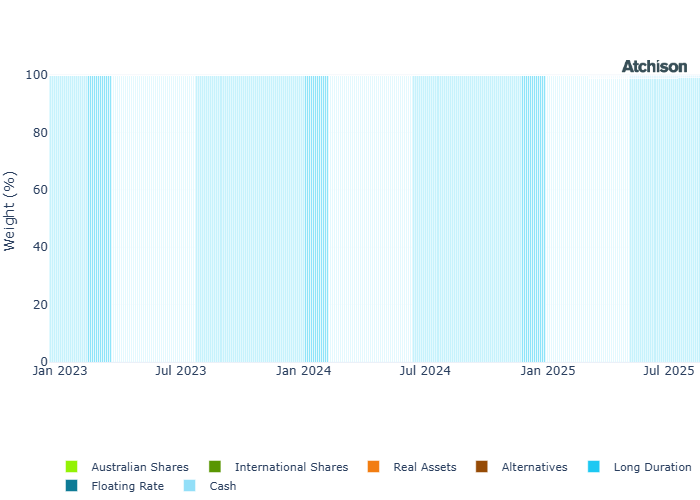 Atchison
100
80
60
40
20
0
Weight (%)
Jan 2023 Jul 2023 Jan 2024 Jul 2024 Jan 2025 Jul 2025
Australian Shares International Shares Real Assets Alternatives Long Duration
Floating Rate Cash